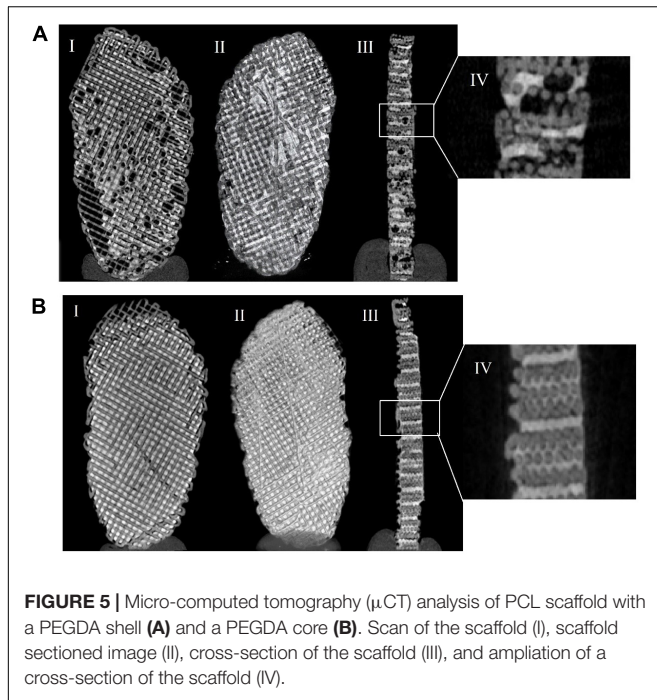 A
I
II
III
IV
B
I
II
III
IV
FIGURE 5 | Micro-computed tomography (μCT) analysis of PCL scaffold with
a PEGDA shell (A) and a PEGDA core (B). Scan of the scaffold (I), scaffold
sectioned image (II), cross-section of the scaffold (III), and ampliation of a
cross-section of the scaffold (IV).